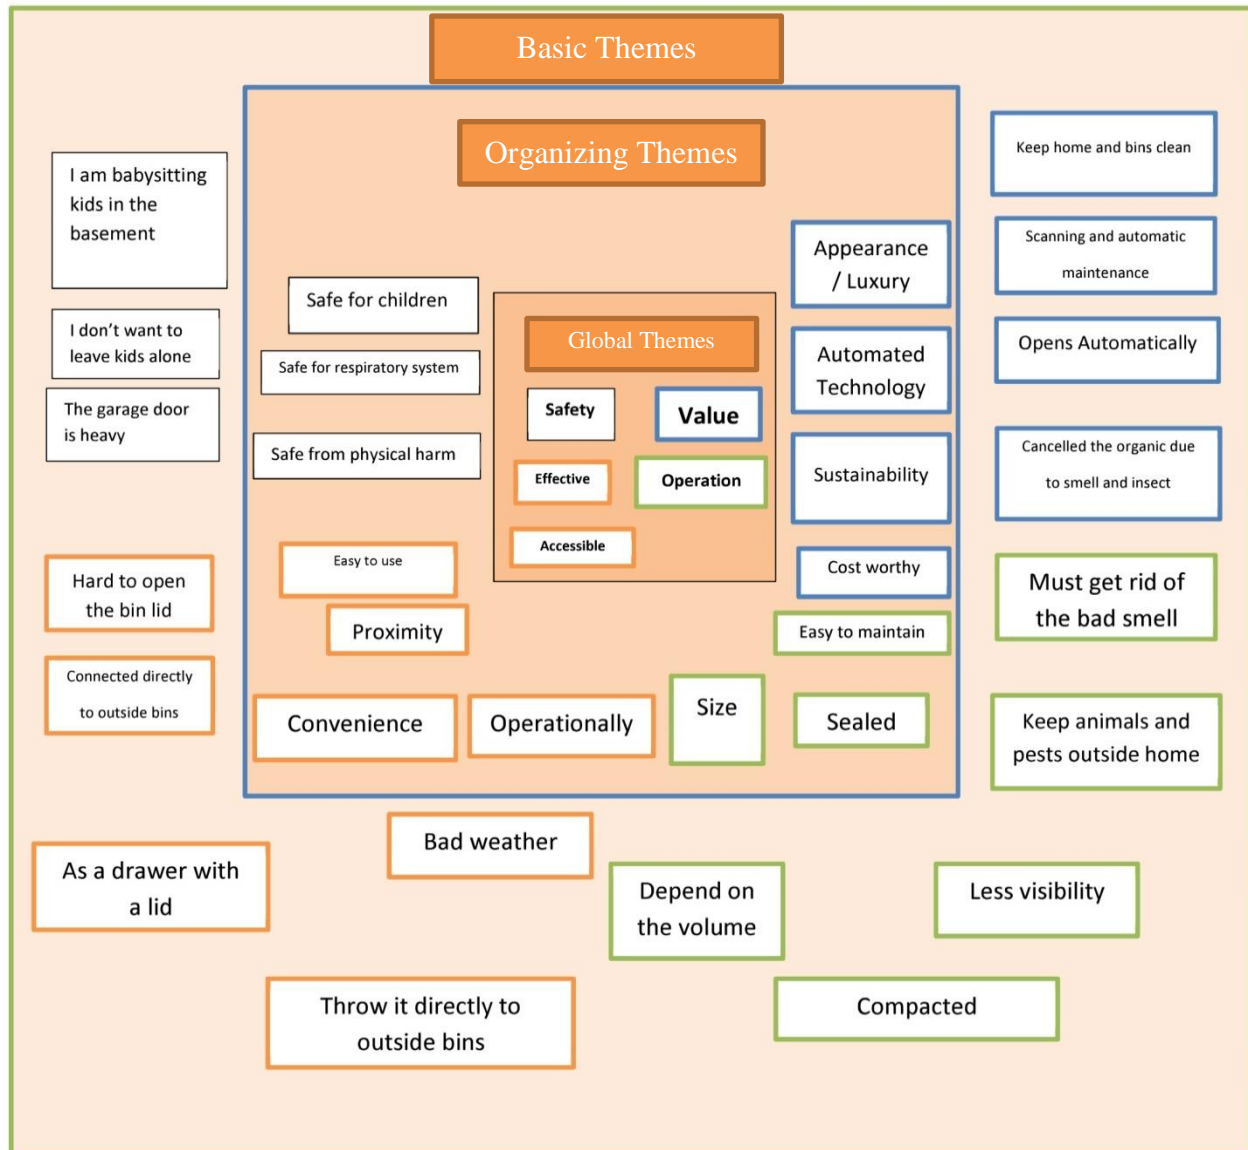 Basic Themes
Organizing Themes
Global Themes
I am babysitting
kids in the
basement
I don’t want to
leave kids alone
The garage door
is heavy
Hard to open
the bin lid
Connected directly
to outside bins
As a drawer with
a lid
Safe for children
Safe for respiratory system
Safe from physical harm
Easy to use
Proximity
Convenience
Operationally
Size
Sealed
Safety
Value
Effective
Operation
Accessible
Appearance
/ Luxury
Automated
Technology
Sustainability
Cost worthy
Easy to maintain
Keep home and bins clean
Scanning and automatic
maintenance
Opens Automatically
Cancelled the organic due
to smell and insect
Must get rid of
the bad smell
Keep animals and
pests outside home
Bad weather
Depend on
the volume
Less visibility
Throw it directly to
outside bins
Compacted